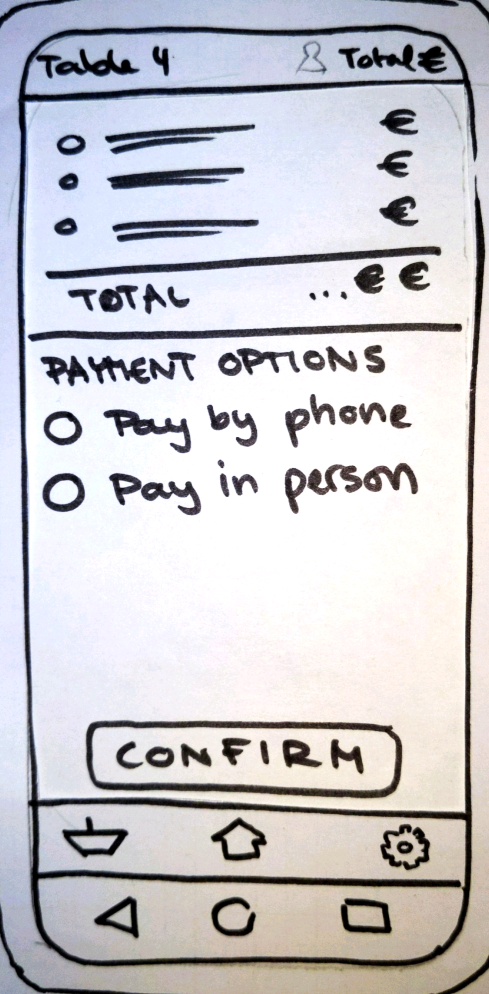 Table 4 Total €
€
€
€
TOTAL ...€ €
PAYMENT OPTIONS
Pay by phone
Pay in person
CONFIRM